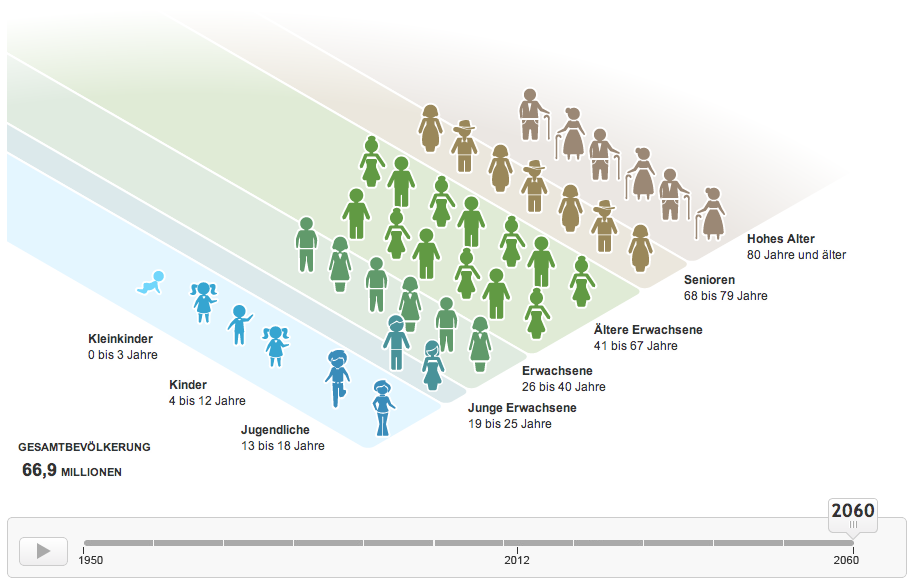 Hohes Alter
80 Jahre und älter
Senioren
68 bis 79 Jahre
Ältere Erwachsene
41 bis 67 Jahre
Erwachsene
26 bis 40 Jahre
Junge Erwachsene
19 bis 25 Jahre
Kleinkinder
0 bis 3 Jahre
Kinder
4 bis 12 Jahre
Jugendliche
13 bis 18 Jahre
GESAMTBEVÖLKERUNG
66,9 MILLIONEN
2060
1950
2012
2060